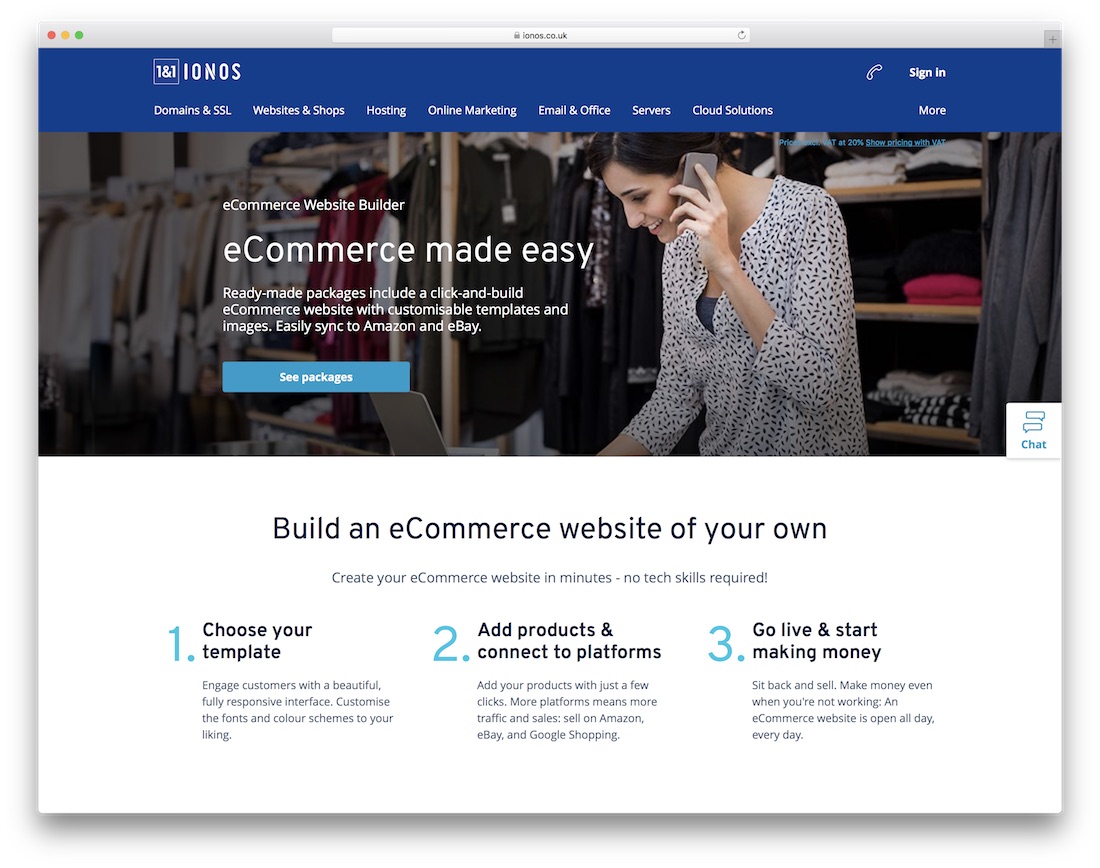 ionos.co.uk
1&1 IONOS
Sign in
Domains & SSL Websites & Shops Hosting Online Marketing Email & Office Servers Cloud Solutions More
Prices excl. VAT at 20% Show pricing with VAT
eCommerce Website Builder
eCommerce made easy
Ready-made packages include a click-and-build
eCommerce website with customisable templates and
images. Easily sync to Amazon and eBay.
See packages
Chat
Build an eCommerce website of your own
Create your eCommerce website in minutes - no tech skills required!
1. Choose your
template
Engage customers with a beautiful,
fully responsive interface. Customise
the fonts and colour schemes to your
liking.
2. Add products &
connect to platforms
Add your products with just a few
clicks. More platforms means more
traffic and sales: sell on Amazon,
eBay, and Google Shopping.
3. Go live & start
making money
Sit back and sell. Make money even
when you're not working: An
eCommerce website is open all day,
every day.